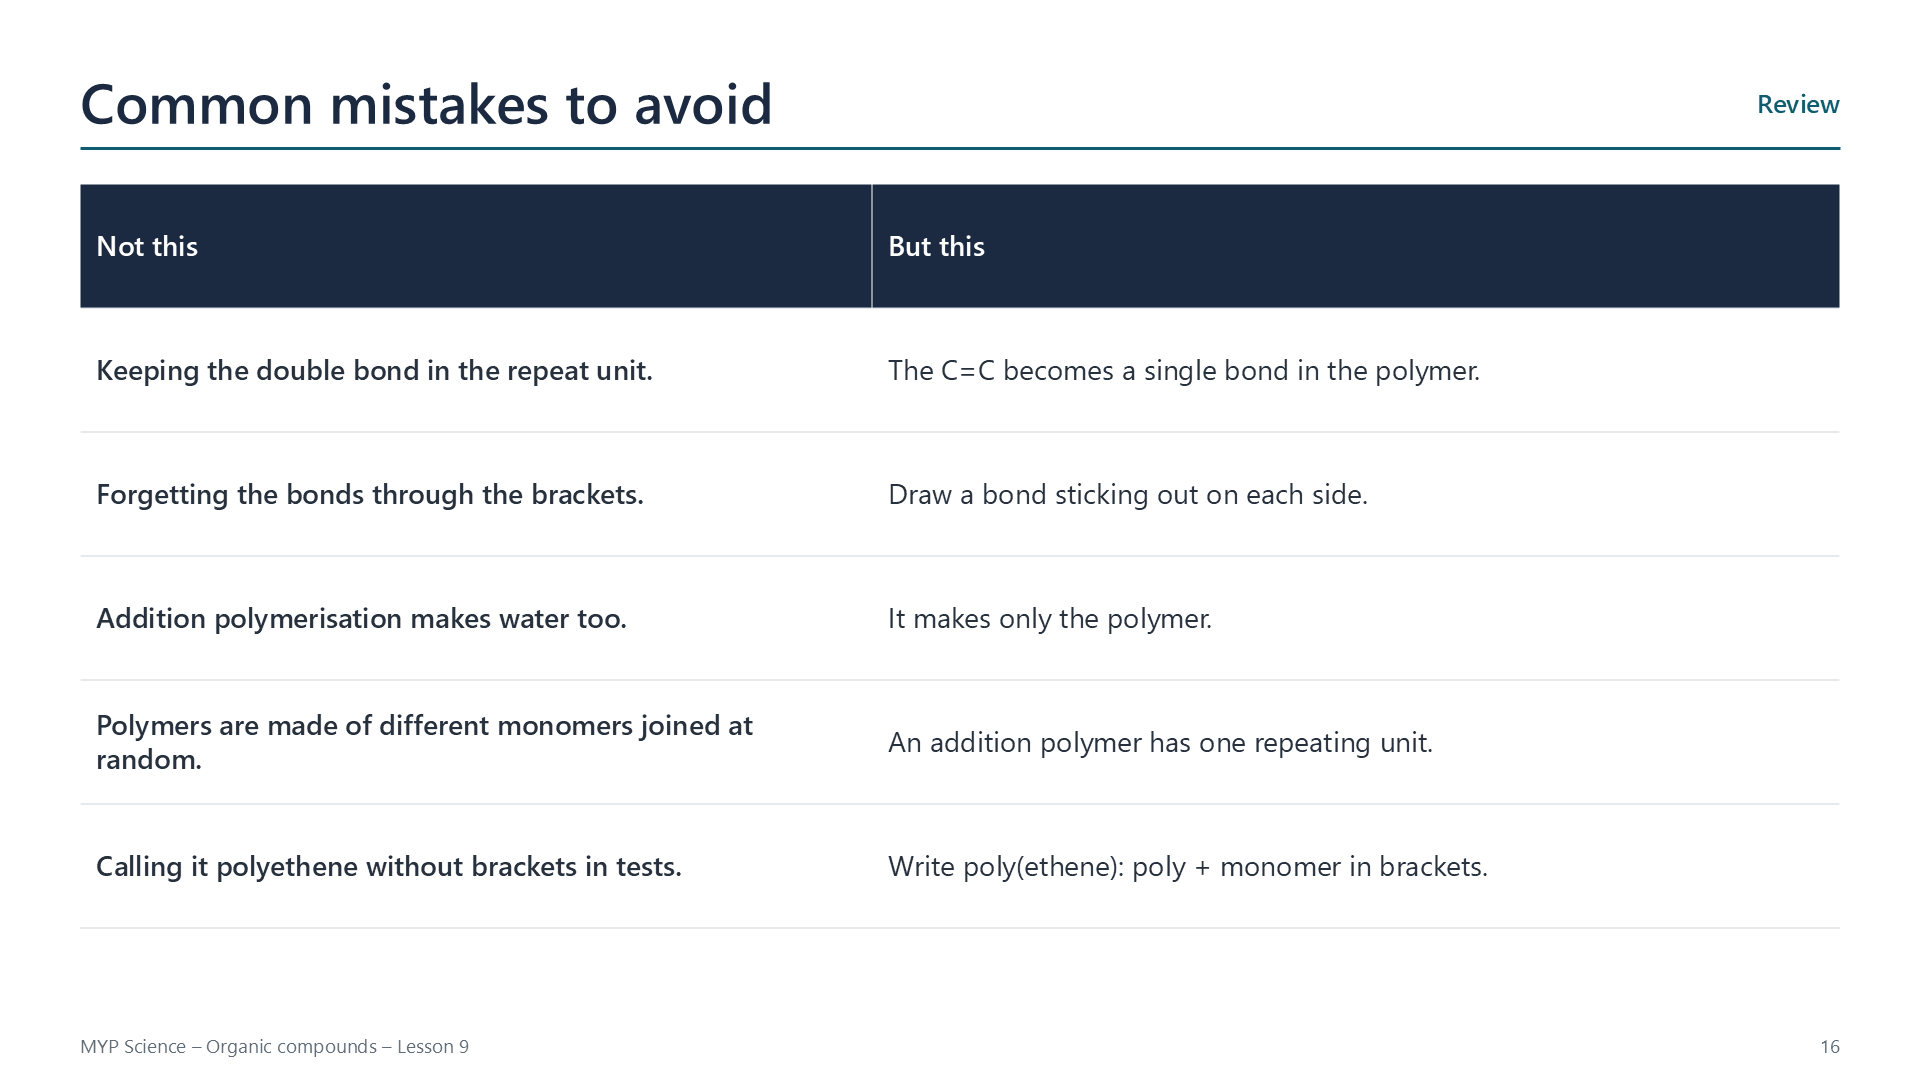 Common mistakes to avoid
Review
Not this
But this
Keeping the double bond in the repeat unit.
The C=C becomes a single bond in the polymer.
Forgetting the bonds through the brackets.
Draw a bond sticking out on each side.
Addition polymerisation makes water too.
It makes only the polymer.
Polymers are made of different monomers joined at
random.
An addition polymer has one repeating unit.
Calling it polyethene without brackets in tests.
Write poly(ethene): poly + monomer in brackets.
MYP Science – Organic compounds – Lesson 9
16